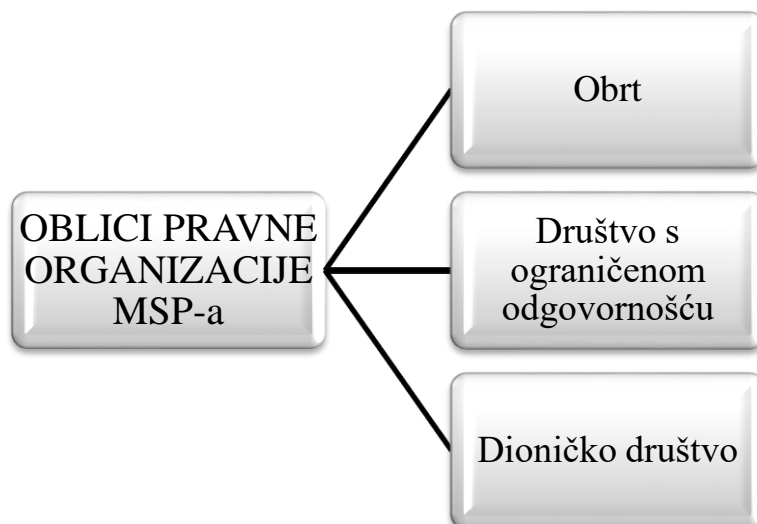 OBLICI PRAVNE
ORGANIZACIJE
MSP-a
Obrt
Društvo s
ograničenom
odgovornošću
Dioničko društvo